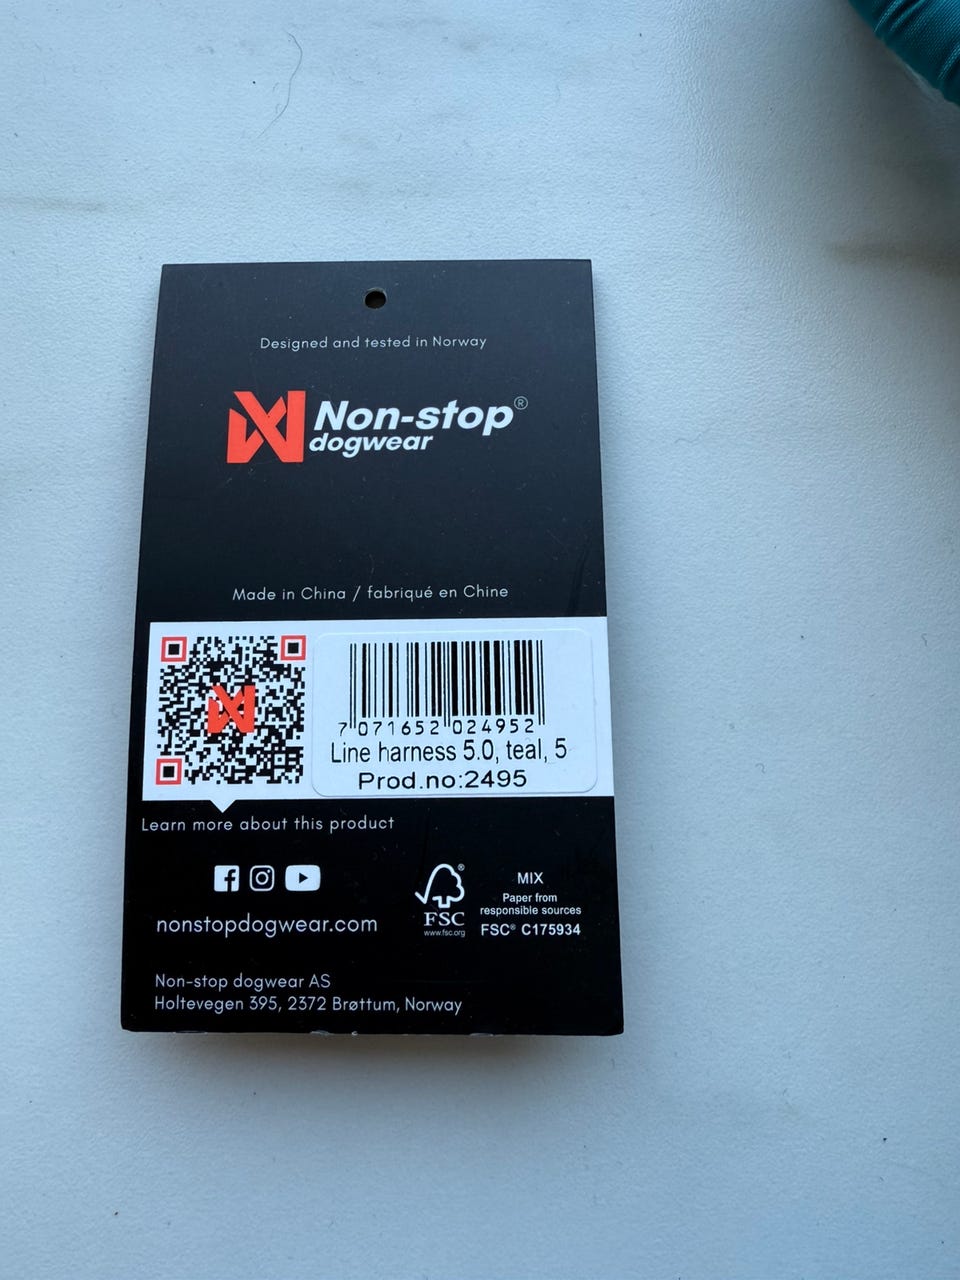 Designed and tested in Norway
Non-stop®
dogwear
Made in China / fabriqué en Chine
7 071652 024952
Line harness 5.0, teal, 5
Prod.no:2495
Learn more about this product
nonstopdogwear.com
FSC®
www.fsc.org
MIX
Paper from
responsible sources
FSC® C175934
Non-stop dogwear AS
Holtevegen 395, 2372 Brøttum, Norway